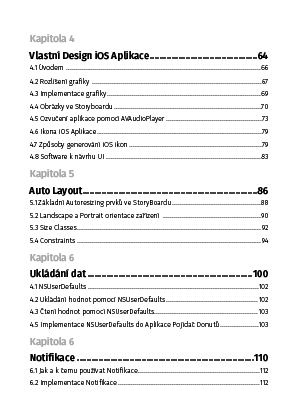 Kapitola 4
Vlastní Design iOS Aplikace.....64
4.1 Úvodem.....66
4.2 Rozlišení grafiky.....67
4.3 Implementace grafiky.....69
4.4 Obrázky ve Storyboardu.....70
4.5 Ozvučení aplikace pomocí AVAudioPlayer.....73
4.6 Ikona iOS Aplikace.....79
4.7 Způsoby generování iOS ikon.....79
4.8 Software k návrhu UI.....83
Kapitola 5
Auto Layout.....86
5.1Základní Autoresizing prvků ve StoryBoardu.....88
5.2 Landscape a Portrait orientace zařízení.....90
5.3 Size Classes.....92
5.4 Constraints.....94
Kapitola 6
Ukládání dat.....100
4.1 NSUserDefaults.....102
4.2 Ukládání hodnot pomocí NSUserDefaults.....102
4.3 Čtení hodnot pomocí NSUserDefaults.....103
4.5 Implementace NSUserDefaults do Aplikace Pojídač Donutů.....103
Kapitola 6
Notifikace.....110
6.1 Jak a k čemu používat Notifikace.....112
6.2 Implementace Notifikace.....112